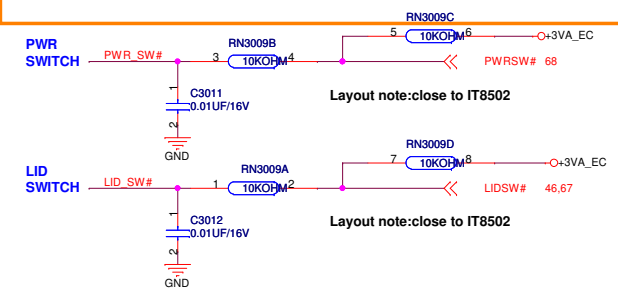 RN3009C
5 10KOHM 6 +3VA_EC
PWR SWITCH
PWR_SW#
RN3009B
3 10KOHM 4
PWRSW# 68
1
C3011
0.01UF/16V
2
GND
Layout note:close to IT8502
RN3009D
7 10KOHM 8 +3VA_EC
LID SWITCH
LID_SW#
RN3009A
1 10KOHM 2
LIDSW# 46,67
1
C3012
0.01UF/16V
2
GND
Layout note:close to IT8502